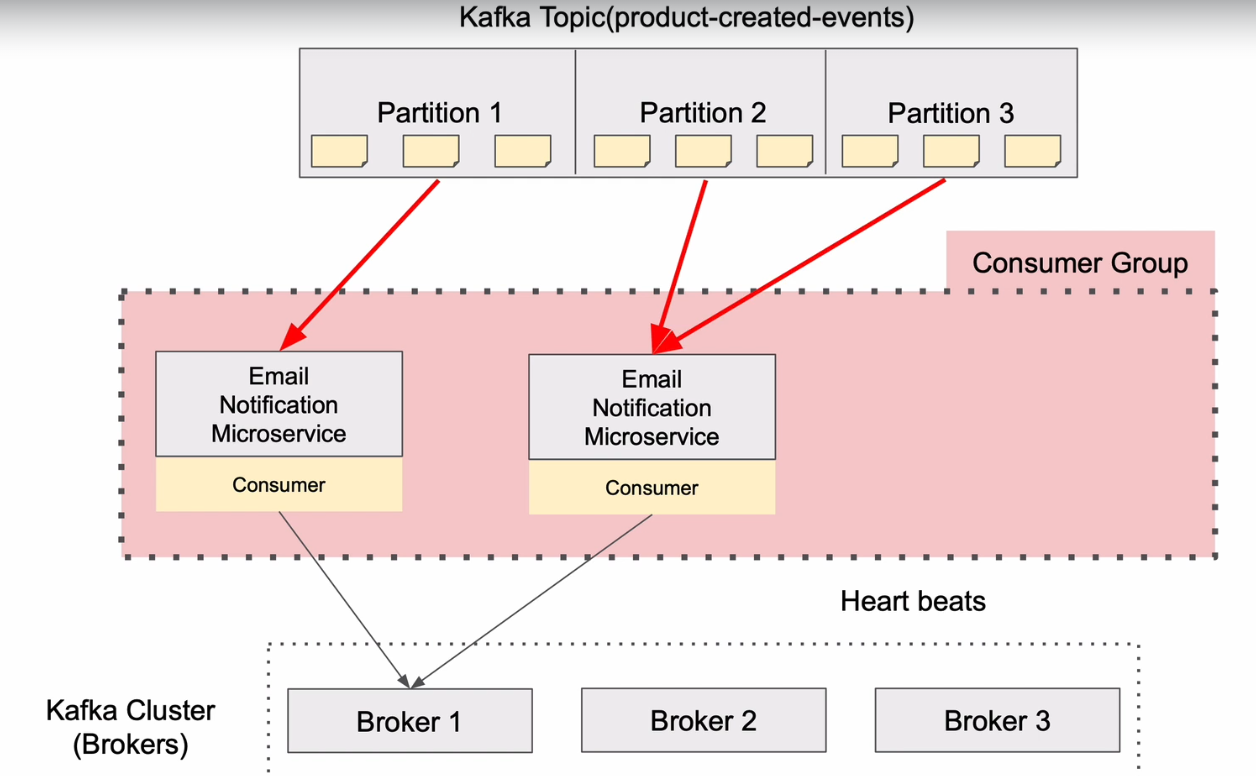 Kafka Topic(product-created-events)
Partition 1
Partition 2
Partition 3
Consumer Group
Email
Notification
Microservice
Consumer
Email
Notification
Microservice
Consumer
Heart beats
Kafka Cluster
(Brokers)
Broker 1
Broker 2
Broker 3